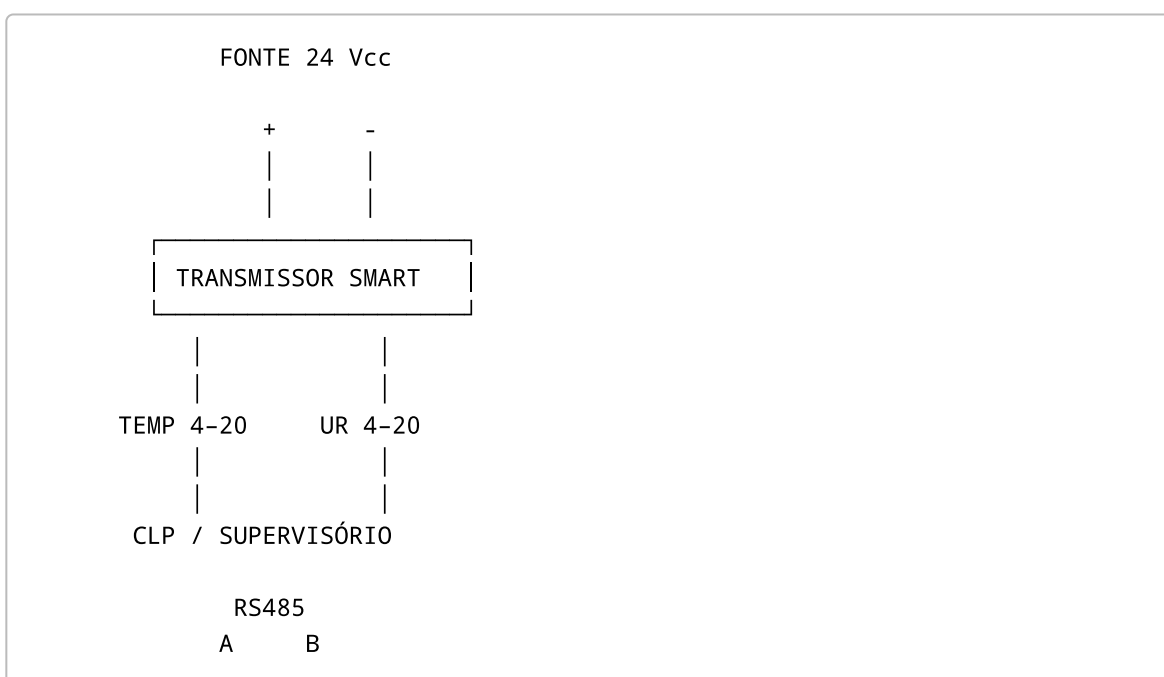 FONTE 24 Vcc
+ -
TRANSMISSOR SMART
TEMP 4–20 UR 4–20
CLP / SUPERVISÓRIO
RS485
A B